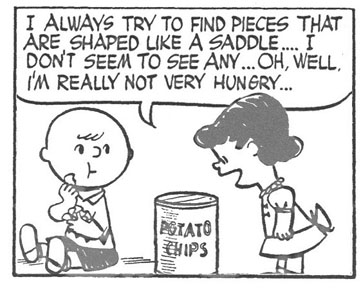 I ALWAYS TRY TO FIND PIECES THAT
ARE SHAPED LIKE A SADDLE.... I
DON'T SEEM TO SEE ANY...OH, WELL,
I'M REALLY NOT VERY HUNGRY...
POTATO
CHIPS